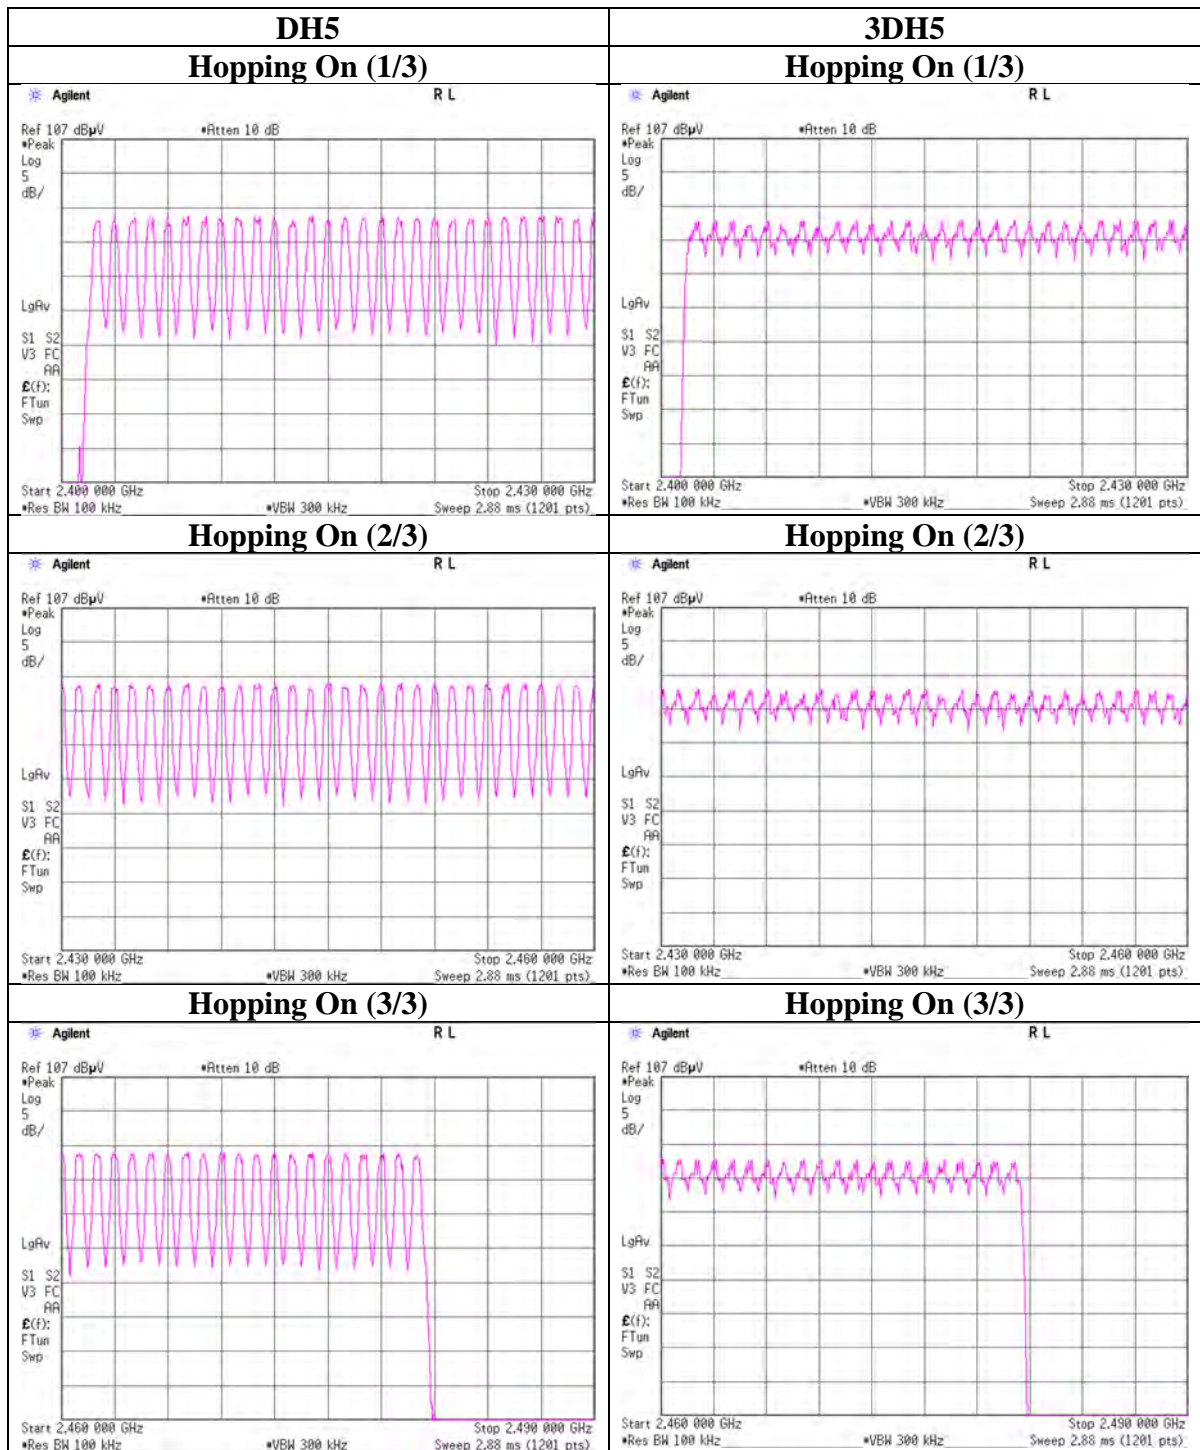 DH5 3DH5
Hopping On (1/3) Hopping On (1/3)
Agilent R L
Ref 107 dBµV *Atten 10 dB
*Peak
Log
5
dB/
LgAv
S1 S2
V3 FC
AA
£(f):
FTun
Swp
Start 2.400 000 GHz Stop 2.430 000 GHz
*Res BW 100 kHz *VBW 300 kHz Sweep 2.88 ms (1201 pts)
Agilent R L
Ref 107 dBµV *Atten 10 dB
*Peak
Log
5
dB/
LgAv
S1 S2
V3 FC
AA
£(f):
FTun
Swp
Start 2.400 000 GHz Stop 2.430 000 GHz
*Res BW 100 kHz *VBW 300 kHz Sweep 2.88 ms (1201 pts)
Hopping On (2/3) Hopping On (2/3)
Agilent R L
Ref 107 dBµV *Atten 10 dB
*Peak
Log
5
dB/
LgAv
S1 S2
V3 FC
AA
£(f):
FTun
Swp
Start 2.430 000 GHz Stop 2.460 000 GHz
*Res BW 100 kHz *VBW 300 kHz Sweep 2.88 ms (1201 pts)
Agilent R L
Ref 107 dBµV *Atten 10 dB
*Peak
Log
5
dB/
LgAv
S1 S2
V3 FC
AA
£(f):
FTun
Swp
Start 2.430 000 GHz Stop 2.460 000 GHz
*Res BW 100 kHz *VBW 300 kHz Sweep 2.88 ms (1201 pts)
Hopping On (3/3) Hopping On (3/3)
Agilent R L
Ref 107 dBµV *Atten 10 dB
*Peak
Log
5
dB/
LgAv
S1 S2
V3 FC
AA
£(f):
FTun
Swp
Start 2.460 000 GHz Stop 2.490 000 GHz
*Res BW 100 kHz *VBW 300 kHz Sweep 2.88 ms (1201 pts)
Agilent R L
Ref 107 dBµV *Atten 10 dB
*Peak
Log
5
dB/
LgAv
S1 S2
V3 FC
AA
£(f):
FTun
Swp
Start 2.460 000 GHz Stop 2.490 000 GHz
*Res BW 100 kHz *VBW 300 kHz Sweep 2.88 ms (1201 pts)